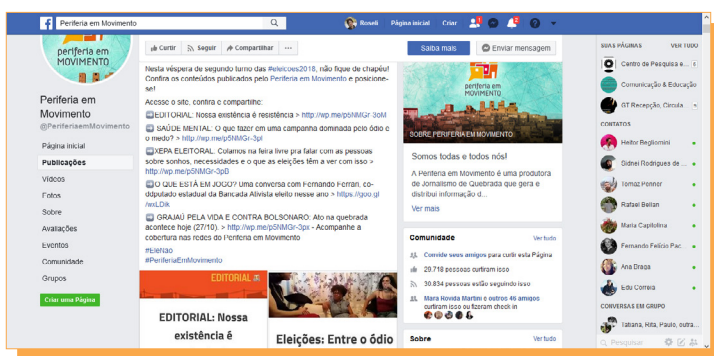 Periferia em Movimento
Roseli
Página inicial
Criar
periferia em
MOVIMENTO
Periferia em
Movimento
@PeriferiaemMovimento
Página inicial
Publicações
Vídeos
Fotos
Sobre
Avaliações
Eventos
Comunidade
Grupos
Criar uma Página
Curtir
Seguir
Compartilhar
Saiba mais
Enviar mensagem
Nesta véspera de segundo turno das #eleicoes2018, não fique de chapéu!
Confira os conteúdos publicados pelo Periferia em Movimento e posicione-
se!
Acesse o site, confira e compartilhe:
EDITORIAL: Nossa existência é resistência > http://wp.me/p5NMGr-3oM
SAÚDE MENTAL: O que fazer em uma campanha dominada pelo ódio e
o medo? > http://wp.me/p5NMGr-3pl
XEPA ELEITORAL: Colamos na feira livre pra falar com as pessoas
sobre sonhos, necessidades e o que as eleições têm a ver com isso >
http://wp.me/p5NMGr-3pB
O QUE ESTÁ EM JOGO? Uma conversa com Fernando Ferrari, co-
ddputado estadual da Bancada Ativista eleito nesse ano > https://goo.gl
/wxLDik
GRAJAÚ PELA VIDA E CONTRA BOLSONARO: Ato na quebrada
acontece hoje (27/10). > http://wp.me/p5NMGr-3px - Acompanhe a
cobertura nas redes do Periferia em Movimento
#EleNão
#PeriferiaEmMovimento
EDITORIAL
EDITORIAL: Nossa
existência é
Eleições: Entre o ódio
periferia em
MOVIMENTO
SOBRE PERIFERIA EM MOVIMENTO
Somos todas e todos nós!
A Periferia em Movimento é uma produtora
de Jornalismo de Quebrada que gera e
distribui informação d...
Ver mais
Comunidade
Ver tudo
Convide seus amigos para curtir esta Página
29.718 pessoas curtiram isso
30.834 pessoas estão seguindo isso
Mara Rovida Martini e outros 46 amigos
curtiram isso ou fizeram check in
Sobre
Ver tudo
SUAS PÁGINAS
VER TUDO
Centro de Pesquisa e...
Comunicação & Educação
GT Recepção, Circula...
CONTATOS
Heitor Begliomini
Sidnei Rodrigues de ...
Tomaz Penner
Rafael Bellan
Maria Capitolina
Fernando Felício Pac...
Ana Braga
Edu Correia
CONVERSAS EM GRUPO
Tatiana, Rita, Paulo, outra...
Pesquisar